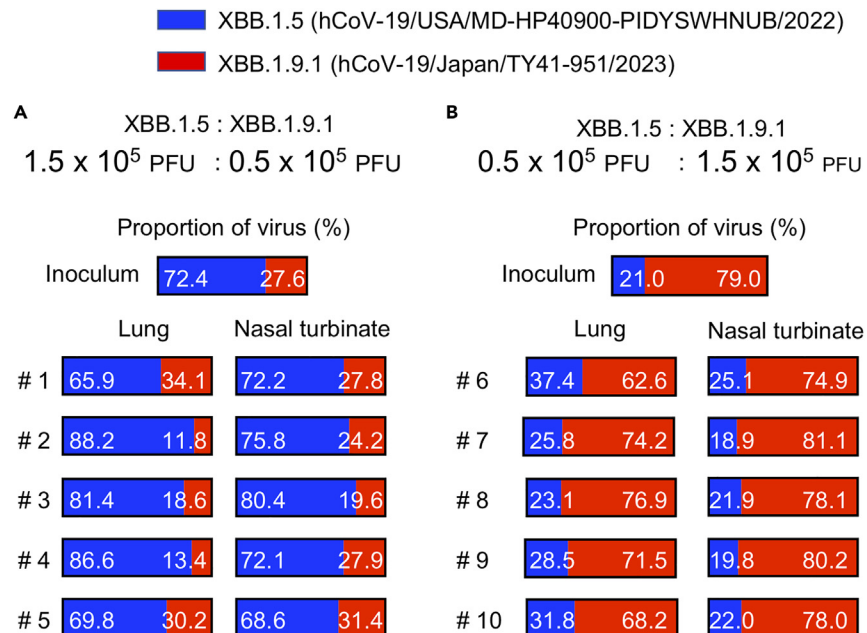 XBB.1.5 (hCoV-19/USA/MD-HP40900-PIDYSWHNUB/2022)
XBB.1.9.1 (hCoV-19/Japan/TY41-951/2023)
A
XBB.1.5 : XBB.1.9.1
1.5 x 10⁵ PFU : 0.5 x 10⁵ PFU
Proportion of virus (%)
Inoculum 72.4 27.6
Lung Nasal turbinate
# 1 65.9 34.1 72.2 27.8
# 2 88.2 11.8 75.8 24.2
# 3 81.4 18.6 80.4 19.6
# 4 86.6 13.4 72.1 27.9
# 5 69.8 30.2 68.6 31.4
B
XBB.1.5 : XBB.1.9.1
0.5 x 10⁵ PFU : 1.5 x 10⁵ PFU
Proportion of virus (%)
Inoculum 21.0 79.0
Lung Nasal turbinate
# 6 37.4 62.6 25.1 74.9
# 7 25.8 74.2 18.9 81.1
# 8 23.1 76.9 21.9 78.1
# 9 28.5 71.5 19.8 80.2
# 10 31.8 68.2 22.0 78.0